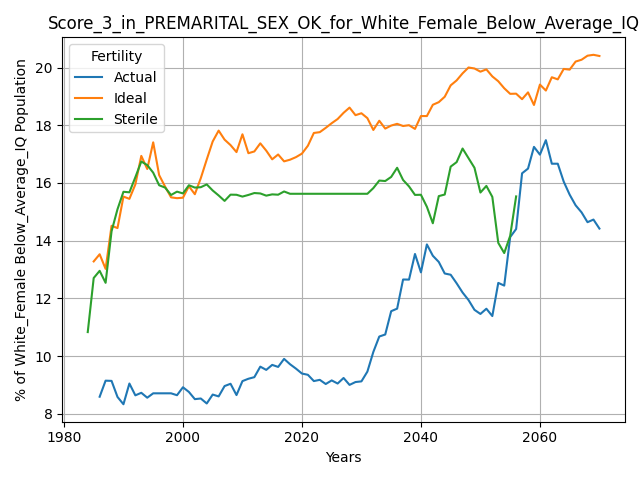 Score_3_in_PREMARITAL_SEX_OK_for_White_Female_Below_Average_IQ
Fertility
Actual
Ideal
Sterile
% of White_Female Below_Average_IQ Population
20
18
16
14
12
10
8
1980
2000
2020
2040
2060
Years